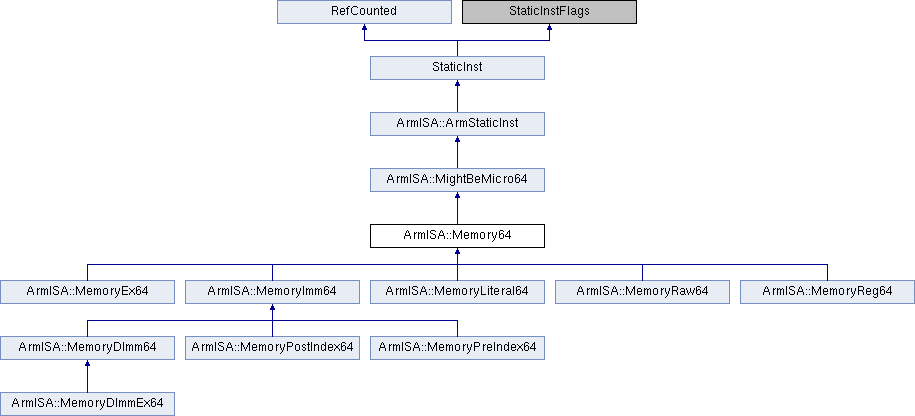 RefCounted
StaticInstFlags
StaticInst
ArmISA::ArmStaticInst
ArmISA::MightBeMicro64
ArmISA::Memory64
ArmISA::MemoryEx64
ArmISA::MemoryImm64
ArmISA::MemoryLiteral64
ArmISA::MemoryRaw64
ArmISA::MemoryReg64
ArmISA::MemoryDImm64
ArmISA::MemoryPostIndex64
ArmISA::MemoryPreIndex64
ArmISA::MemoryDImmEx64